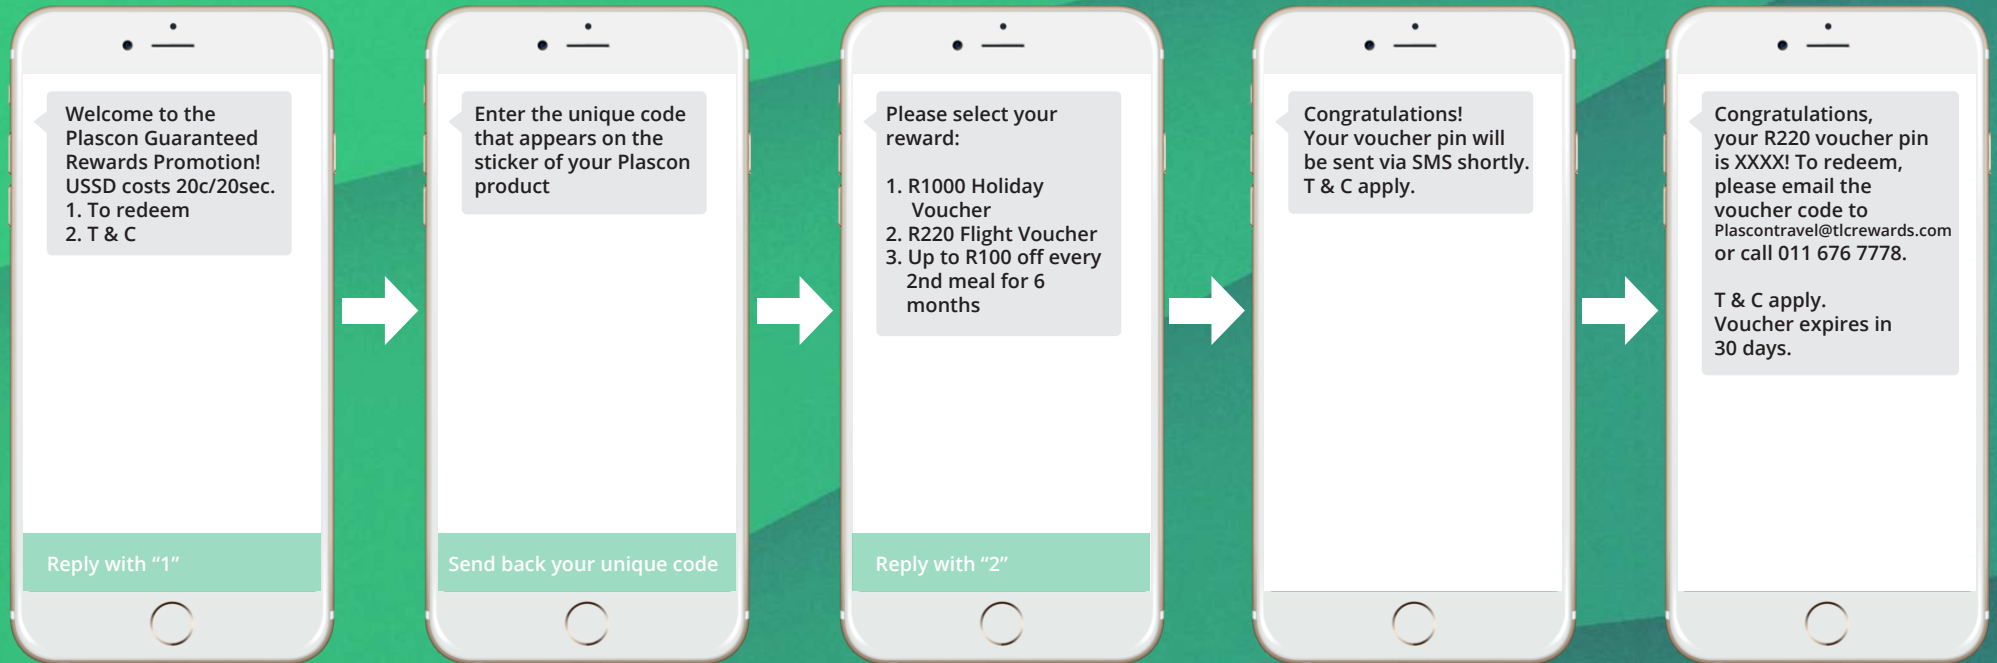 Welcome to the
Plascon Guaranteed
Rewards Promotion!
USSD costs 20c/20sec.
1. To redeem
2. T & C
Reply with “1”
Enter the unique code
that appears on the
sticker of your Plascon
product
Send back your unique code
Please select your
reward:
1. R1000 Holiday
Voucher
2. R220 Flight Voucher
3. Up to R100 off every
2nd meal for 6
months
Reply with “2”
Congratulations!
Your voucher pin will
be sent via SMS shortly.
T & C apply.
Congratulations,
your R220 voucher pin
is XXXX! To redeem,
please email the
voucher code to
Plascontravel@tlcrewards.com
or call 011 676 7778.
T & C apply.
Voucher expires in
30 days.